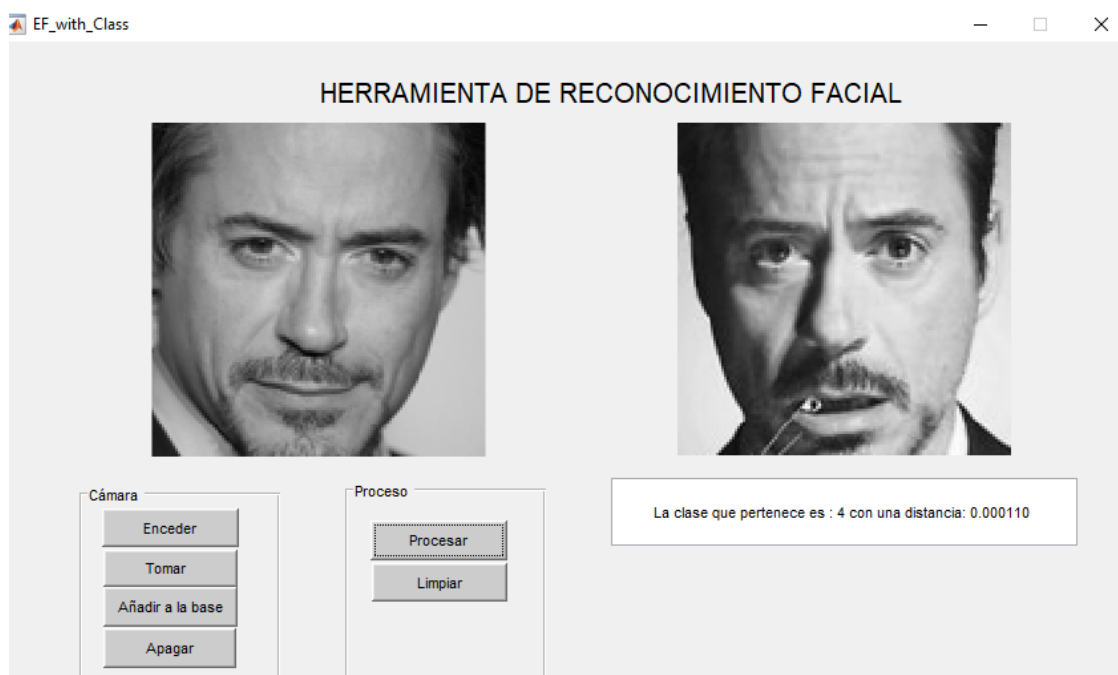 EF_with_Class
HERRAMIENTA DE RECONOCIMIENTO FACIAL
Cámara
Enceder
Tomar
Añadir a la base
Apagar
Proceso
Procesar
Limpiar
La clase que pertenece es : 4 con una distancia: 0.000110